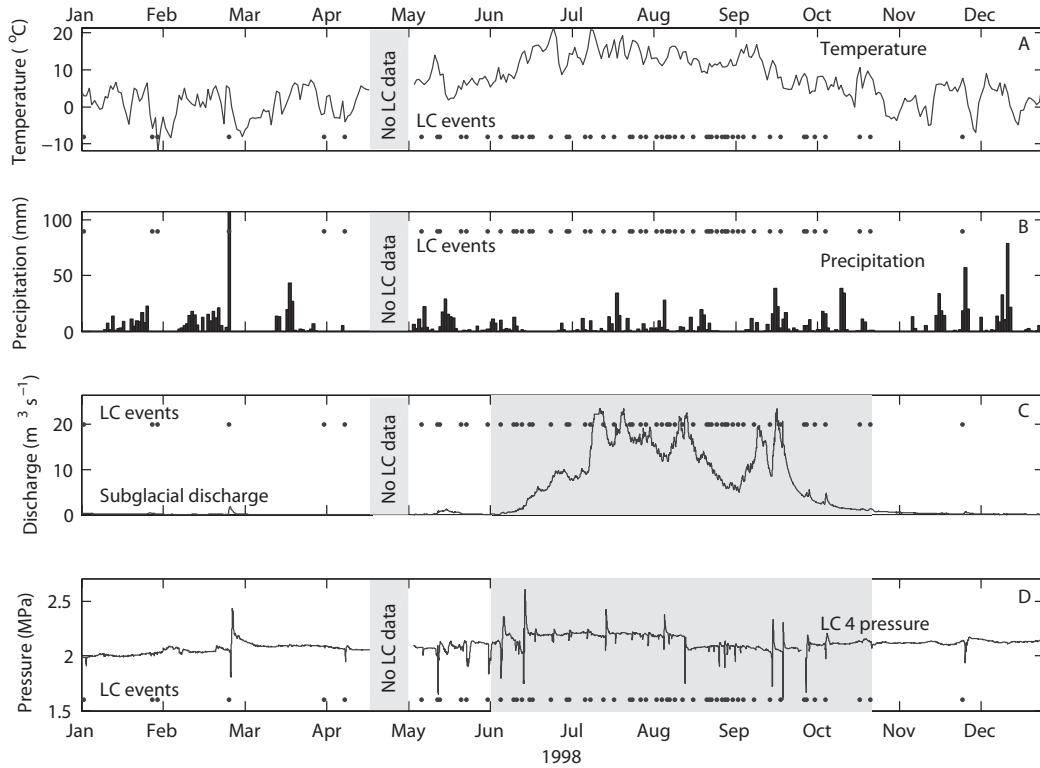 Jan Feb Mar Apr May Jun Jul Aug Sep Oct Nov Dec
Temperature ( °C)
20
10
0
−10
No LC data
LC events
Temperature
A
Precipitation (mm)
100
50
0
No LC data
LC events
Precipitation
B
Discharge (m³ s⁻¹)
20
10
0
LC events
Subglacial discharge
No LC data
C
Pressure (MPa)
2.5
2
1.5
LC events
No LC data
LC 4 pressure
D
Jan Feb Mar Apr May Jun Jul Aug Sep Oct Nov Dec
1998